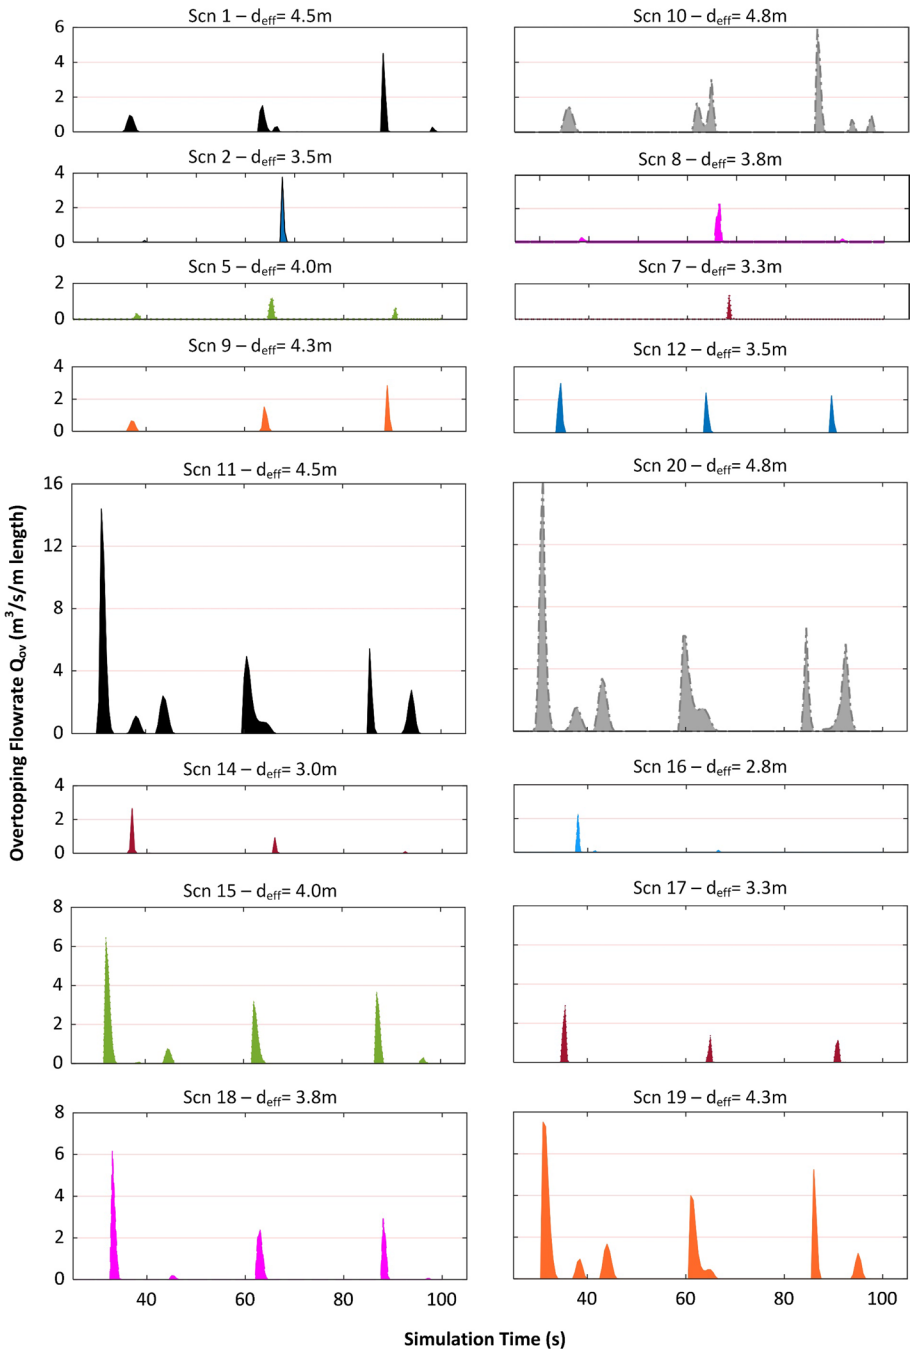 Scn 1 – deff= 4.5m
6
4
2
0
Scn 10 – deff= 4.8m
Scn 2 – deff= 3.5m
4
2
0
Scn 8 – deff= 3.8m
Scn 5 – deff= 4.0m
2
0
Scn 7 – deff= 3.3m
Scn 9 – deff= 4.3m
4
2
0
Scn 12 – deff= 3.5m
Scn 11 – deff= 4.5m
16
12
8
4
0
Scn 20 – deff= 4.8m
Overtopping Flowrate Qov (m³/s/m length)
Scn 14 – deff= 3.0m
4
2
0
Scn 16 – deff= 2.8m
Scn 15 – deff= 4.0m
8
6
4
2
0
Scn 17 – deff= 3.3m
Scn 18 – deff= 3.8m
8
6
4
2
0
40 60 80 100
Scn 19 – deff= 4.3m
40 60 80 100
Simulation Time (s)